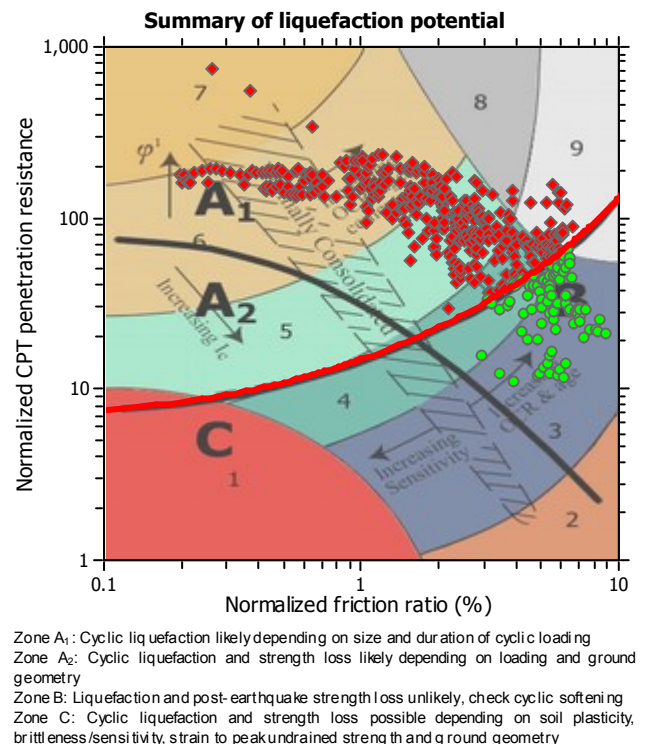 Summary of liquefaction potential
1,000
100
10
1
Normalized CPT penetration resistance
0.1
1
10
Normalized friction ratio (%)
7
8
9
φ'
A1
6
A2
Increasing Ic
5
Consolidated
B
4
C
1
Increasing
Sensitivity
Increasing
OCR & age
3
2
Zone A1: Cyclic liquefaction likely depending on size and duration of cyclic loading
Zone A2: Cyclic liquefaction and strength loss likely depending on loading and ground
geometry
Zone B: Liquefaction and post-earthquake strength loss unlikely, check cyclic softening
Zone C: Cyclic liquefaction and strength loss possible depending on soil plasticity,
brittleness/sensitivity, strain to peak undrained strength and ground geometry